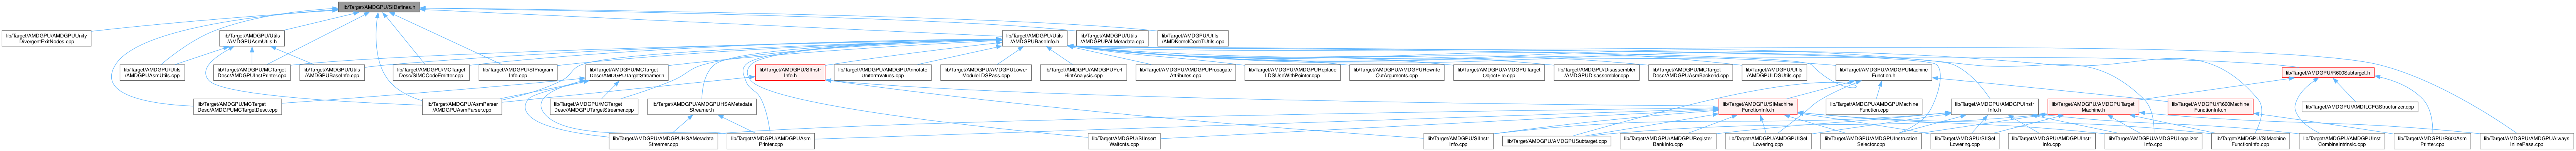 lib/Target/AMDGPU/SIDefines.h
lib/Target/AMDGPU/AMDGPUUnify
DivergentExitNodes.cpp
lib/Target/AMDGPU/Utils
/AMDGPUAsmUtils.h
lib/Target/AMDGPU/Utils
/AMDGPUBaseInfo.h
lib/Target/AMDGPU/Utils
/AMDGPUPALMetadata.cpp
lib/Target/AMDGPU/Utils
/AMDKernelCodeTUtils.cpp
lib/Target/AMDGPU/Utils
/AMDGPUAsmUtils.cpp
lib/Target/AMDGPU/MCTarget
Desc/AMDGPUInstPrinter.cpp
lib/Target/AMDGPU/Utils
/AMDGPUBaseInfo.cpp
lib/Target/AMDGPU/MCTarget
Desc/SIMCCodeEmitter.cpp
lib/Target/AMDGPU/SIProgram
Info.cpp
lib/Target/AMDGPU/MCTarget
Desc/AMDGPUTargetStreamer.h
lib/Target/AMDGPU/SIInstr
Info.h
lib/Target/AMDGPU/AMDGPUAnnotate
UniformValues.cpp
lib/Target/AMDGPU/AMDGPULower
ModuleLDSPass.cpp
lib/Target/AMDGPU/AMDGPUPerf
HintAnalysis.cpp
lib/Target/AMDGPU/AMDGPUPropagate
Attributes.cpp
lib/Target/AMDGPU/AMDGPUReplace
LDSUseWithPointer.cpp
lib/Target/AMDGPU/AMDGPURewrite
OutArguments.cpp
lib/Target/AMDGPU/AMDGPUTarget
ObjectFile.cpp
lib/Target/AMDGPU/Disassembler
/AMDGPUDisassembler.cpp
lib/Target/AMDGPU/MCTarget
Desc/AMDGPUAsmBackend.cpp
lib/Target/AMDGPU/Utils
/AMDGPULDSUtils.cpp
lib/Target/AMDGPU/AMDGPUMachine
Function.h
lib/Target/AMDGPU/R600Subtarget.h
lib/Target/AMDGPU/MCTarget
Desc/AMDGPUMCTargetDesc.cpp
lib/Target/AMDGPU/AsmParser
/AMDGPUAsmParser.cpp
lib/Target/AMDGPU/MCTarget
Desc/AMDGPUTargetStreamer.cpp
lib/Target/AMDGPU/AMDGPUHSAMetadata
Streamer.h
lib/Target/AMDGPU/SIMachine
FunctionInfo.h
lib/Target/AMDGPU/AMDGPUMachine
Function.cpp
lib/Target/AMDGPU/AMDGPUInstr
Info.h
lib/Target/AMDGPU/AMDGPUTarget
Machine.h
lib/Target/AMDGPU/R600Machine
FunctionInfo.h
lib/Target/AMDGPU/AMDILCFGStructurizer.cpp
lib/Target/AMDGPU/AMDGPUHSAMetadata
Streamer.cpp
lib/Target/AMDGPU/AMDGPUAsm
Printer.cpp
lib/Target/AMDGPU/SIInsert
Waitcnts.cpp
lib/Target/AMDGPU/SIInstr
Info.cpp
lib/Target/AMDGPU/AMDGPUSubtarget.cpp
lib/Target/AMDGPU/AMDGPURegister
BankInfo.cpp
lib/Target/AMDGPU/AMDGPUISel
Lowering.cpp
lib/Target/AMDGPU/AMDGPUInstruction
Selector.cpp
lib/Target/AMDGPU/SIISel
Lowering.cpp
lib/Target/AMDGPU/AMDGPUInstr
Info.cpp
lib/Target/AMDGPU/AMDGPULegalizer
Info.cpp
lib/Target/AMDGPU/SIMachine
FunctionInfo.cpp
lib/Target/AMDGPU/AMDGPUInst
CombineIntrinsic.cpp
lib/Target/AMDGPU/R600Asm
Printer.cpp
lib/Target/AMDGPU/AMDGPUAlways
InlinePass.cpp